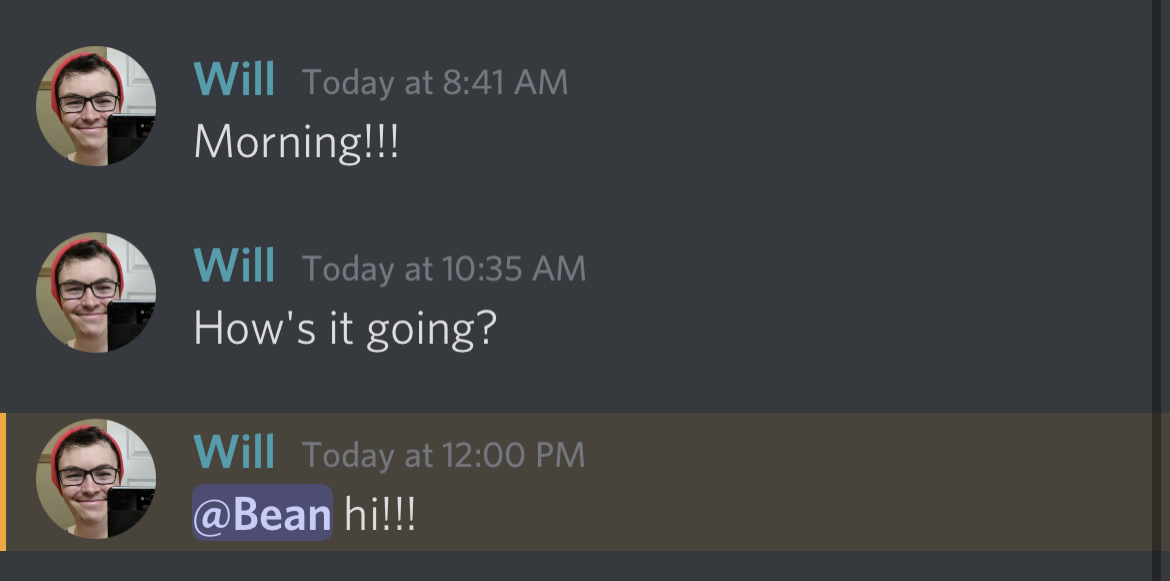 Will Today at 8:41 AM
Morning!!!
Will Today at 10:35 AM
How's it going?
Will Today at 12:00 PM
@Bean hi!!!